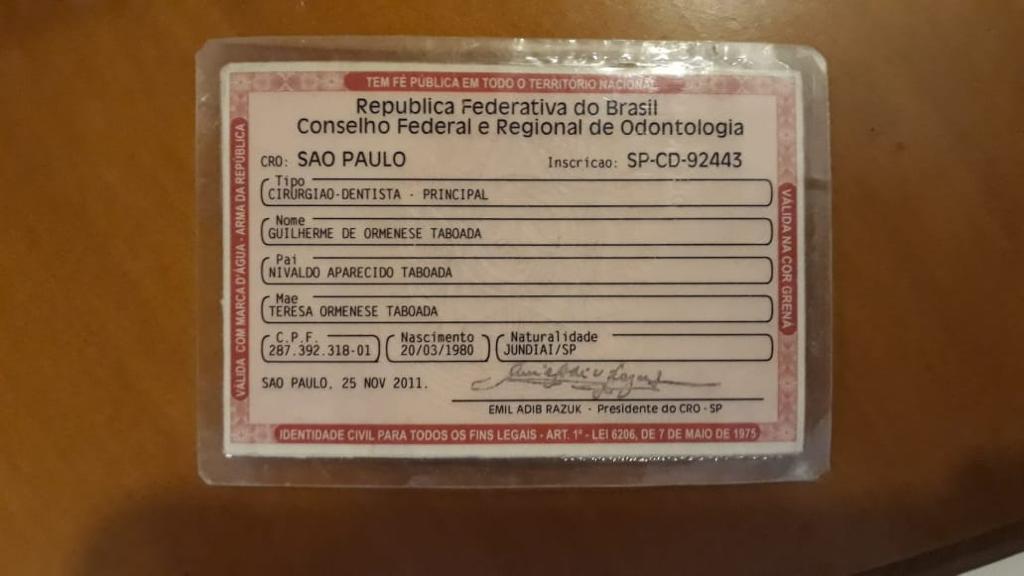 TEM FÉ PÚBLICA EM TODO O TERRITÓRIO NACIONAL
Republica Federativa do Brasil
Conselho Federal e Regional de Odontologia
CRO: SAO PAULO Inscricao: SP-CD-92443
Tipo
CIRURGIAO-DENTISTA - PRINCIPAL
Nome
GUILHERME DE ORMENESE TABOADA
Pai
NIVALDO APARECIDO TABOADA
Mae
TERESA ORMENESE TABOADA
C.P.F. Nascimento Naturalidade
287.392.318-01 20/03/1980 JUNDIAI/SP
SAO PAULO, 25 NOV 2011.
EMIL ADIB RAZUK - Presidente do CRO - SP
IDENTIDADE CIVIL PARA TODOS OS FINS LEGAIS - ART. 1º - LEI 6206, DE 7 DE MAIO DE 1975
VÁLIDA COM MARCA D'ÁGUA - ARMA DA REPÚBLICA
VÁLIDA NA COR GRENÁ